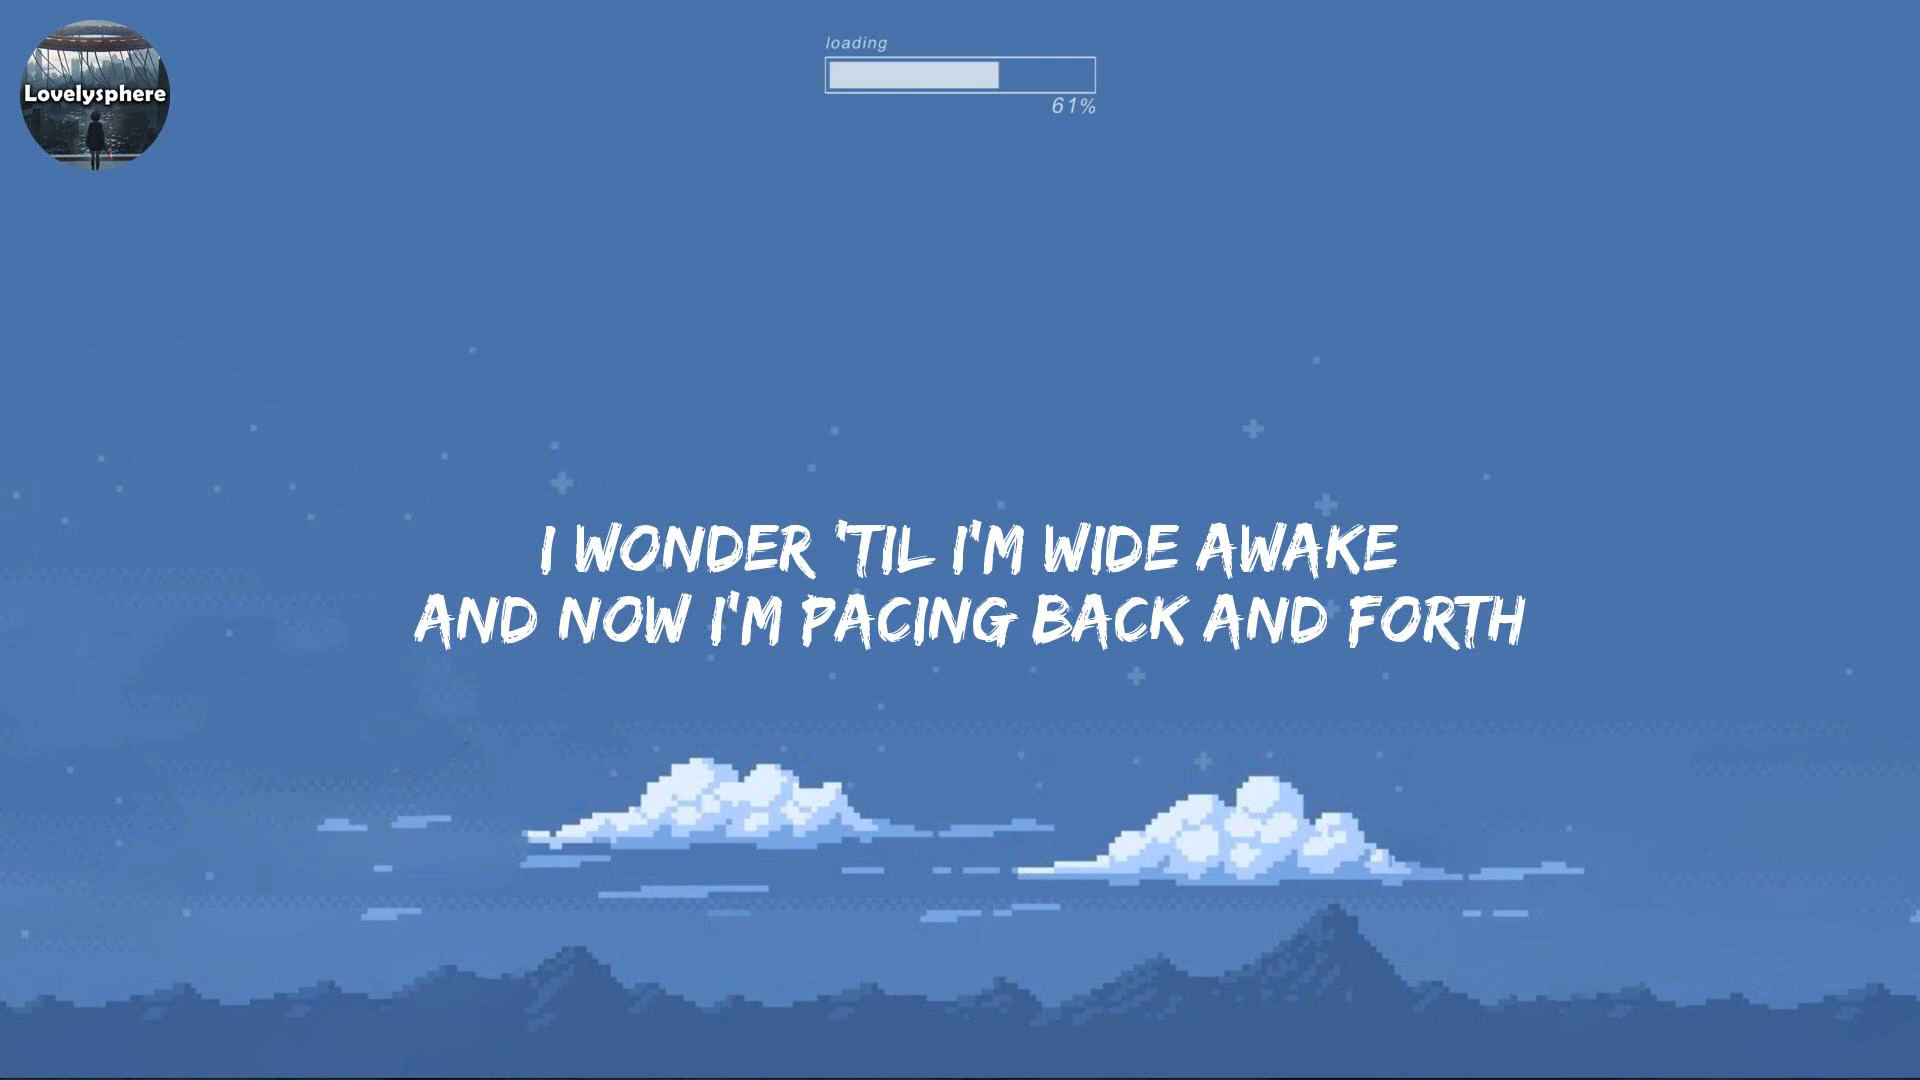 Lovelysphere
loading
61%
I WONDER 'TIL I'M WIDE AWAKE
AND NOW I'M PACING BACK AND FORTH